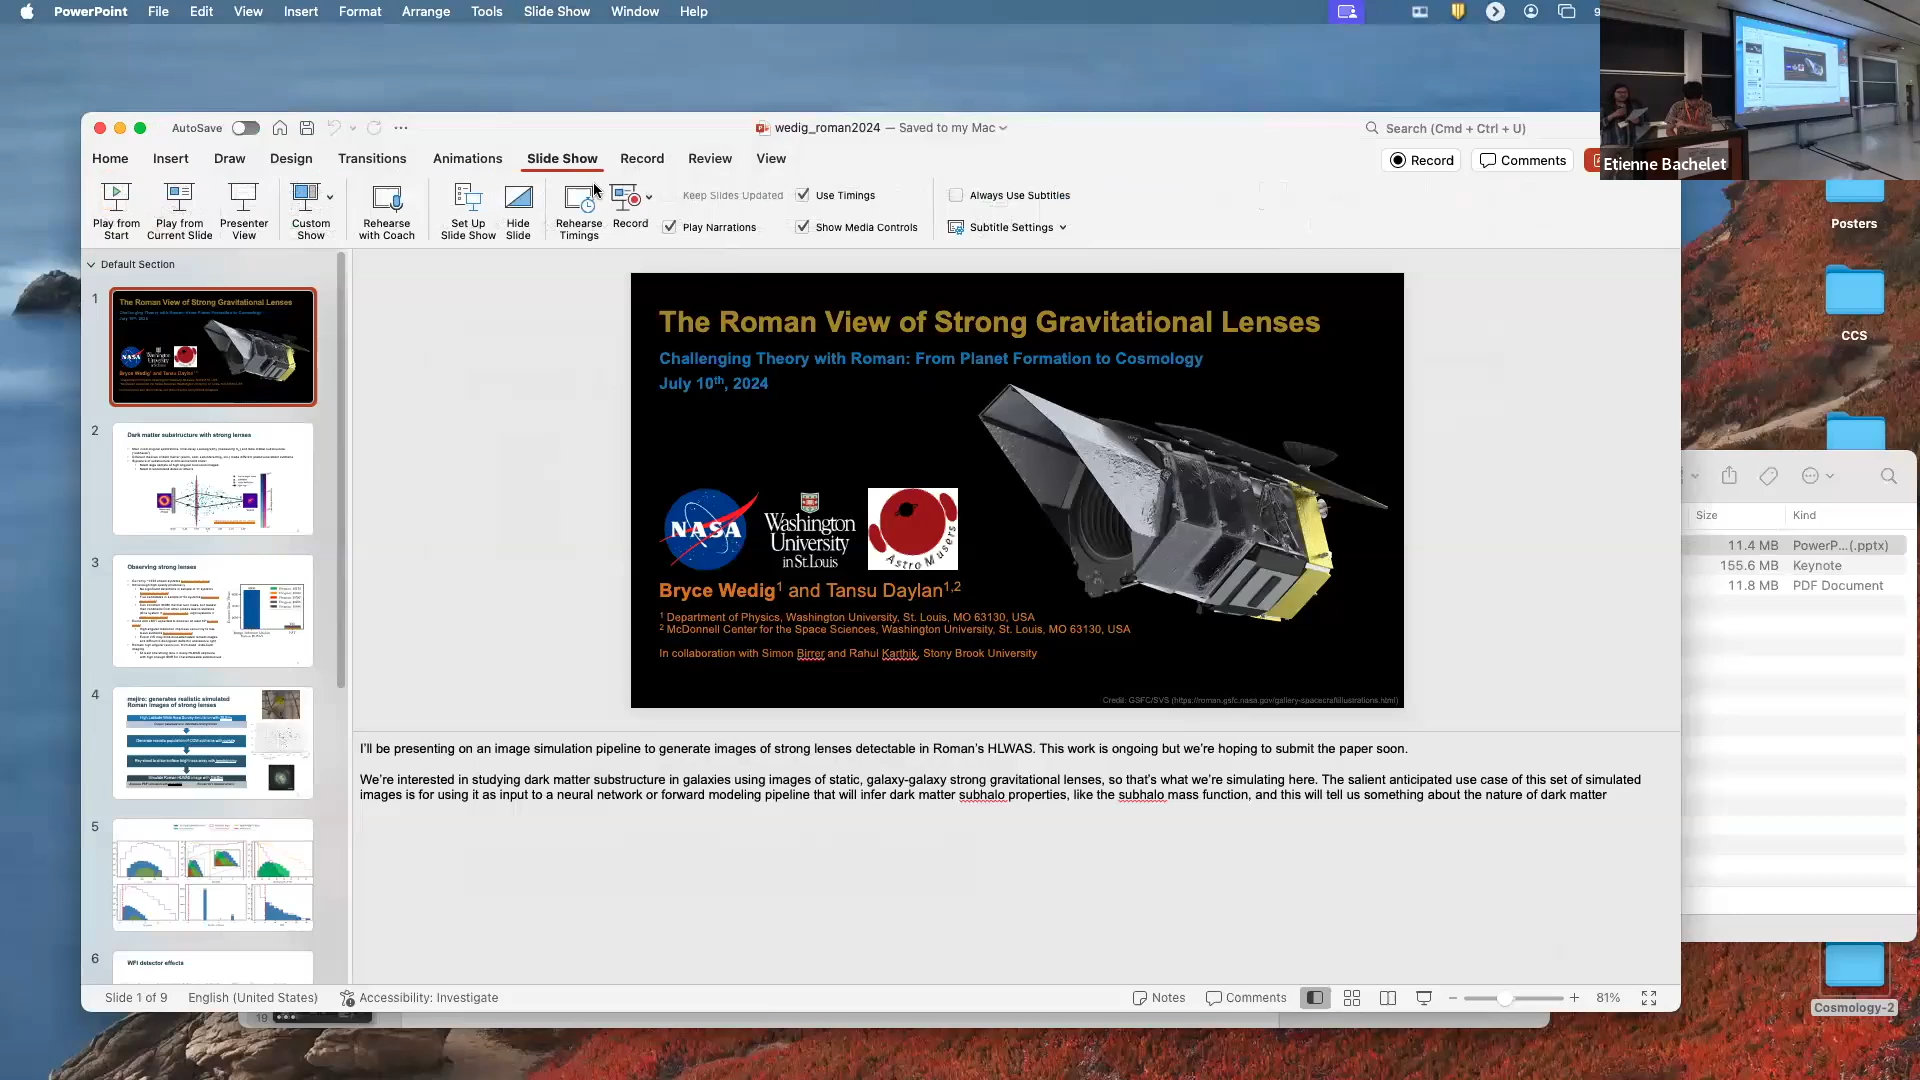 PowerPoint File Edit View Insert Format Arrange Tools Slide Show Window Help
AutoSave
wedig_roman2024 — Saved to my Mac
Search (Cmd + Ctrl + U)
Home Insert Draw Design Transitions Animations Slide Show Record Review View
Record
Comments
Etienne Bachelet
Play from Start
Play from Current Slide
Presenter View
Custom Show
Rehearse with Coach
Set Up Slide Show
Hide Slide
Rehearse Timings
Record
Keep Slides Updated
Use Timings
Play Narrations
Show Media Controls
Always Use Subtitles
Subtitle Settings
Posters
CCS
Default Section
1
The Roman View of Strong Gravitational Lenses
2
Dark matter substructure with strong lenses
3
Observing strong lenses
4
mejiro: generates realistic simulated
Roman images of strong lenses
5
6
WFI detector effects
The Roman View of Strong Gravitational Lenses
Challenging Theory with Roman: From Planet Formation to Cosmology
July 10th, 2024
NASA
Washington
University
in St. Louis
Astro Musers
Bryce Wedig1 and Tansu Daylan1,2
1 Department of Physics, Washington University, St. Louis, MO 63130, USA
2 McDonnell Center for the Space Sciences, Washington University, St. Louis, MO 63130, USA
In collaboration with Simon Birrer and Rahul Karthik, Stony Brook University
Credit: GSFC/SVS (https://roman.gsfc.nasa.gov/gallery-spacecraftillustrations.html)
I'll be presenting on an image simulation pipeline to generate images of strong lenses detectable in Roman's HLWAS. This work is ongoing but we're hoping to submit the paper soon.
We're interested in studying dark matter substructure in galaxies using images of static, galaxy-galaxy strong gravitational lenses, so that's what we're simulating here. The salient anticipated use case of this set of simulated
images is for using it as input to a neural network or forward modeling pipeline that will infer dark matter subhalo properties, like the subhalo mass function, and this will tell us something about the nature of dark matter
Size Kind
11.4 MB PowerP...(.pptx)
155.6 MB Keynote
11.8 MB PDF Document
Slide 1 of 9 English (United States) Accessibility: Investigate
Notes Comments 81%
Cosmology-2
19